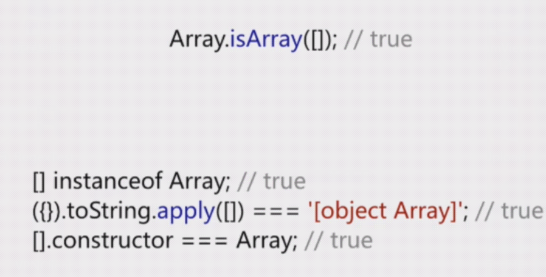 Array.isArray([]); // true
[] instanceof Array; // true
({}).toString.apply([]) === '[object Array]'; // true
[].constructor === Array; // true